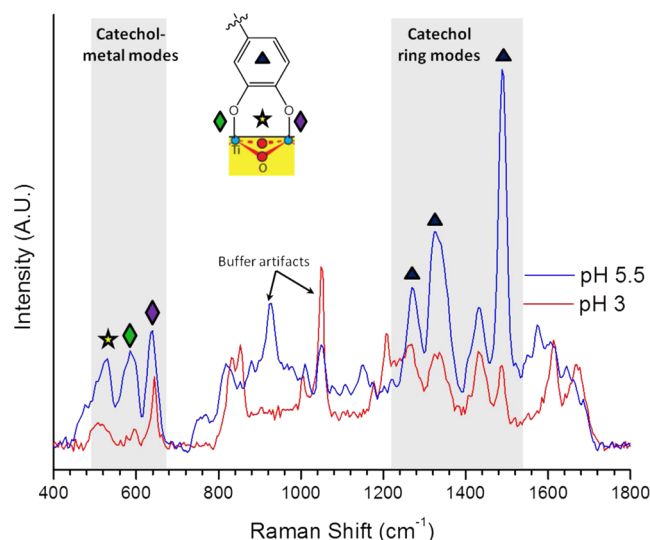 Catechol-
metal modes
Catechol
ring modes
O
O
Ti
O
Buffer artifacts
pH 5.5
pH 3
Intensity (A.U.)
400
600
800
1000
1200
1400
1600
1800
Raman Shift (cm⁻¹)